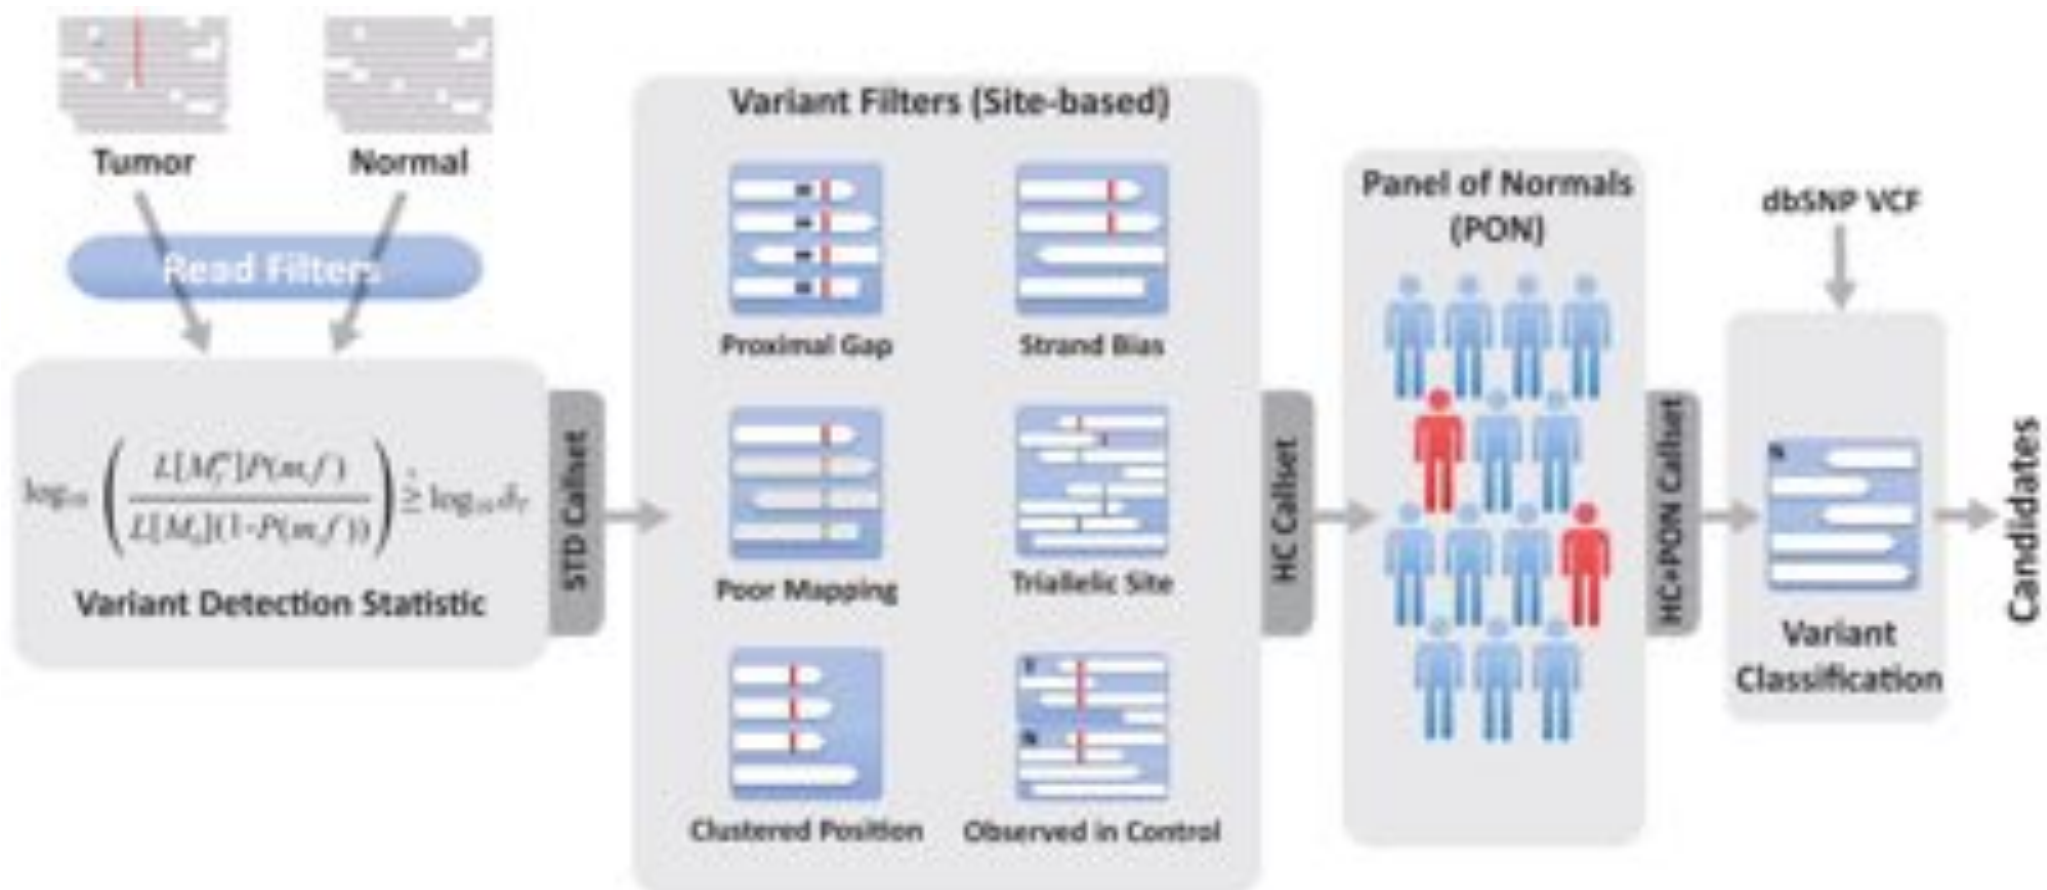 Tumor
Normal
Read Filters
Variant Detection Statistic
STD Callset
Variant Filters (Site-based)
Proximal Gap
Strand Bias
Poor Mapping
Triallelic Site
Clustered Position
Observed in Control
T
N
HC Callset
Panel of Normals
(PON)
HC+PON Callset
dbSNP VCF
N
Variant
Classification
Candidates